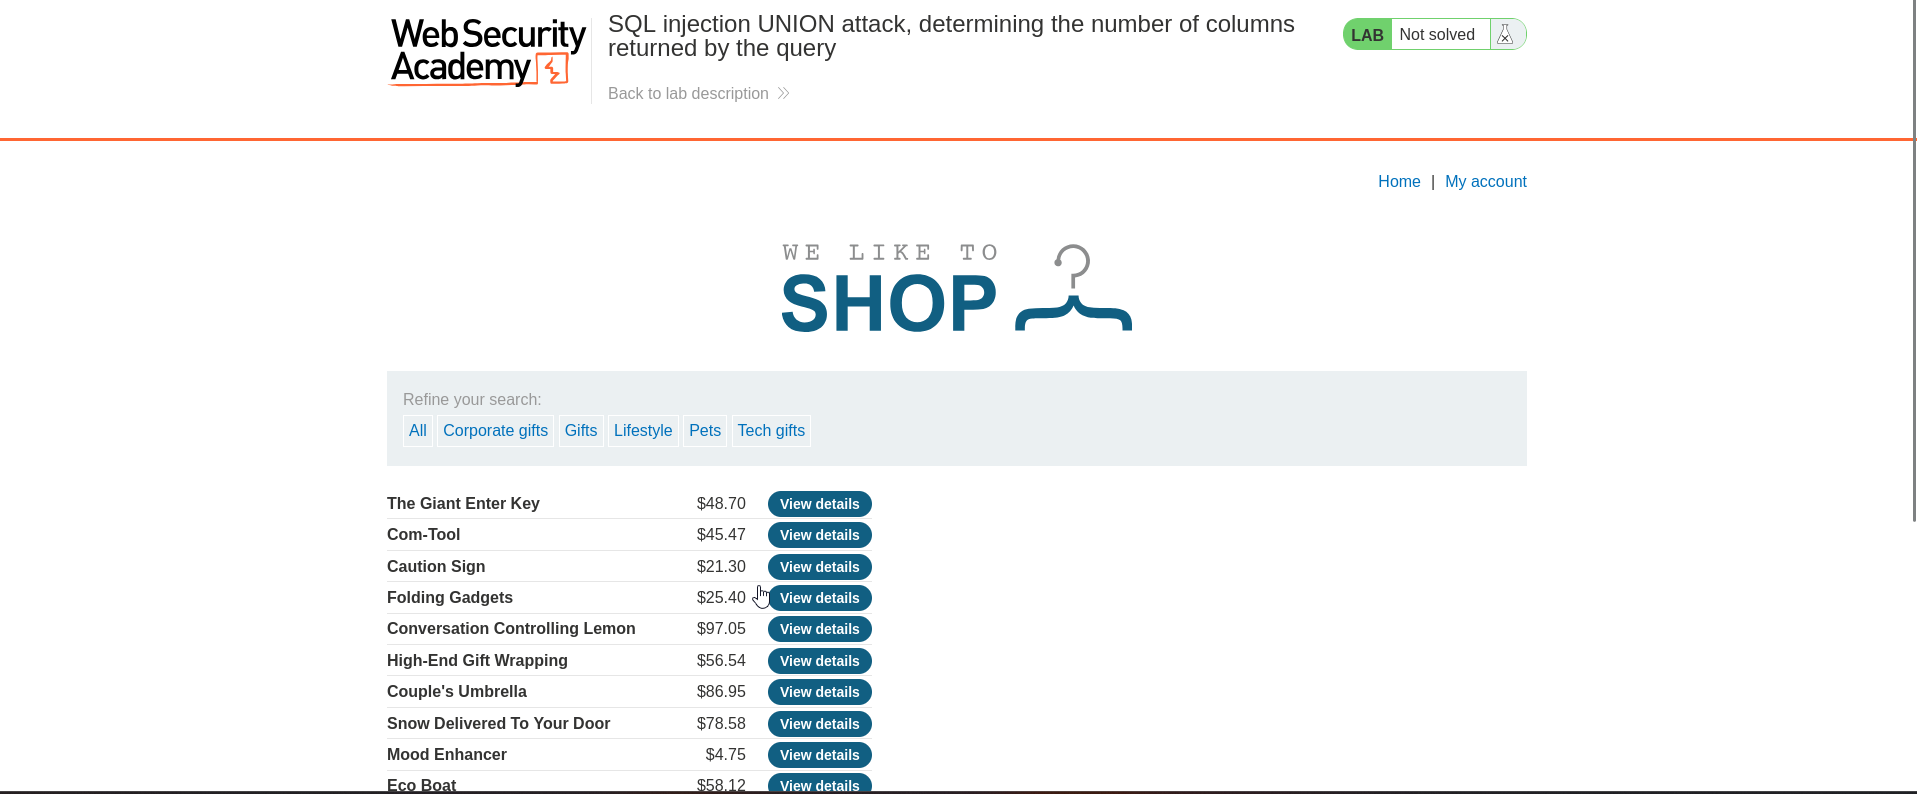 Web Security
Academy
SQL injection UNION attack, determining the number of columns
returned by the query
Back to lab description
LAB Not solved
Home | My account
WE LIKE TO
SHOP
Refine your search:
All Corporate gifts Gifts Lifestyle Pets Tech gifts
The Giant Enter Key $48.70 View details
Com-Tool $45.47 View details
Caution Sign $21.30 View details
Folding Gadgets $25.40 View details
Conversation Controlling Lemon $97.05 View details
High-End Gift Wrapping $56.54 View details
Couple's Umbrella $86.95 View details
Snow Delivered To Your Door $78.58 View details
Mood Enhancer $4.75 View details
Eco Boat $58.12 View details